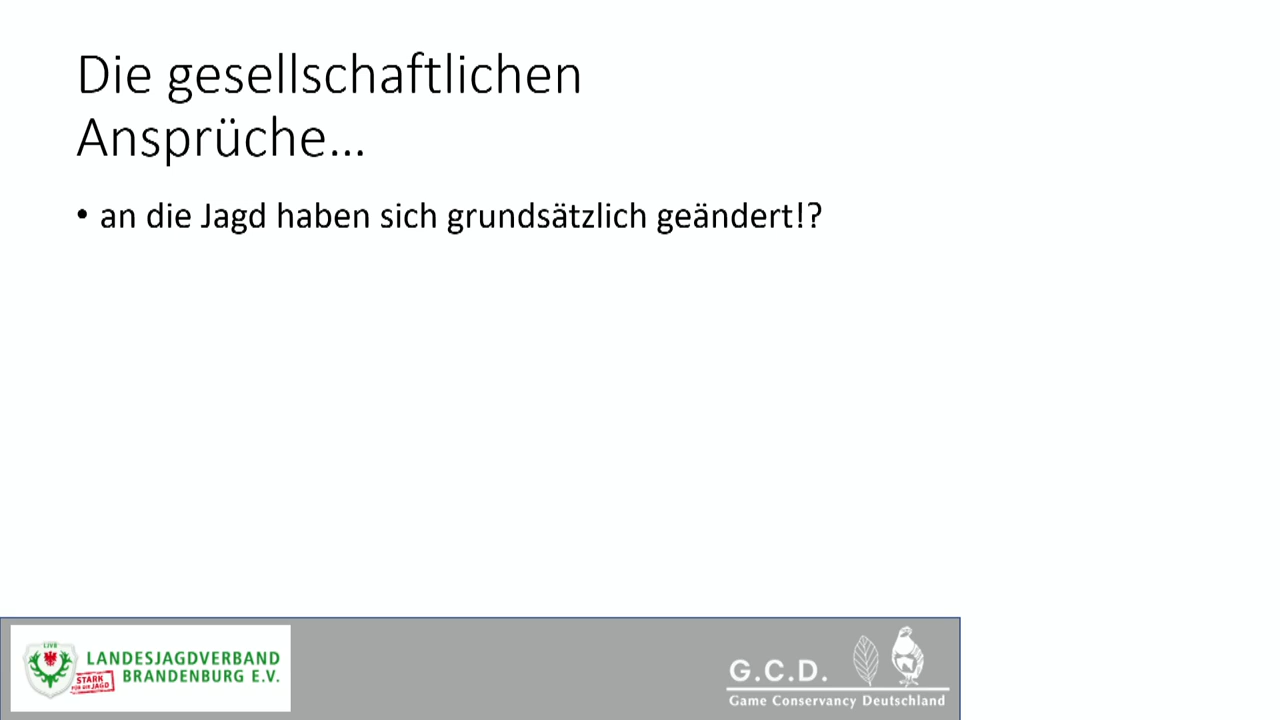 Die gesellschaftlichen
Ansprüche...
• an die Jagd haben sich grundsätzlich geändert!?
LJVB
LANDESJAGDVERBAND
BRANDENBURG E.V.
STARK
FÜR DIE JAGD
G.C.D.
Game Conservancy Deutschland